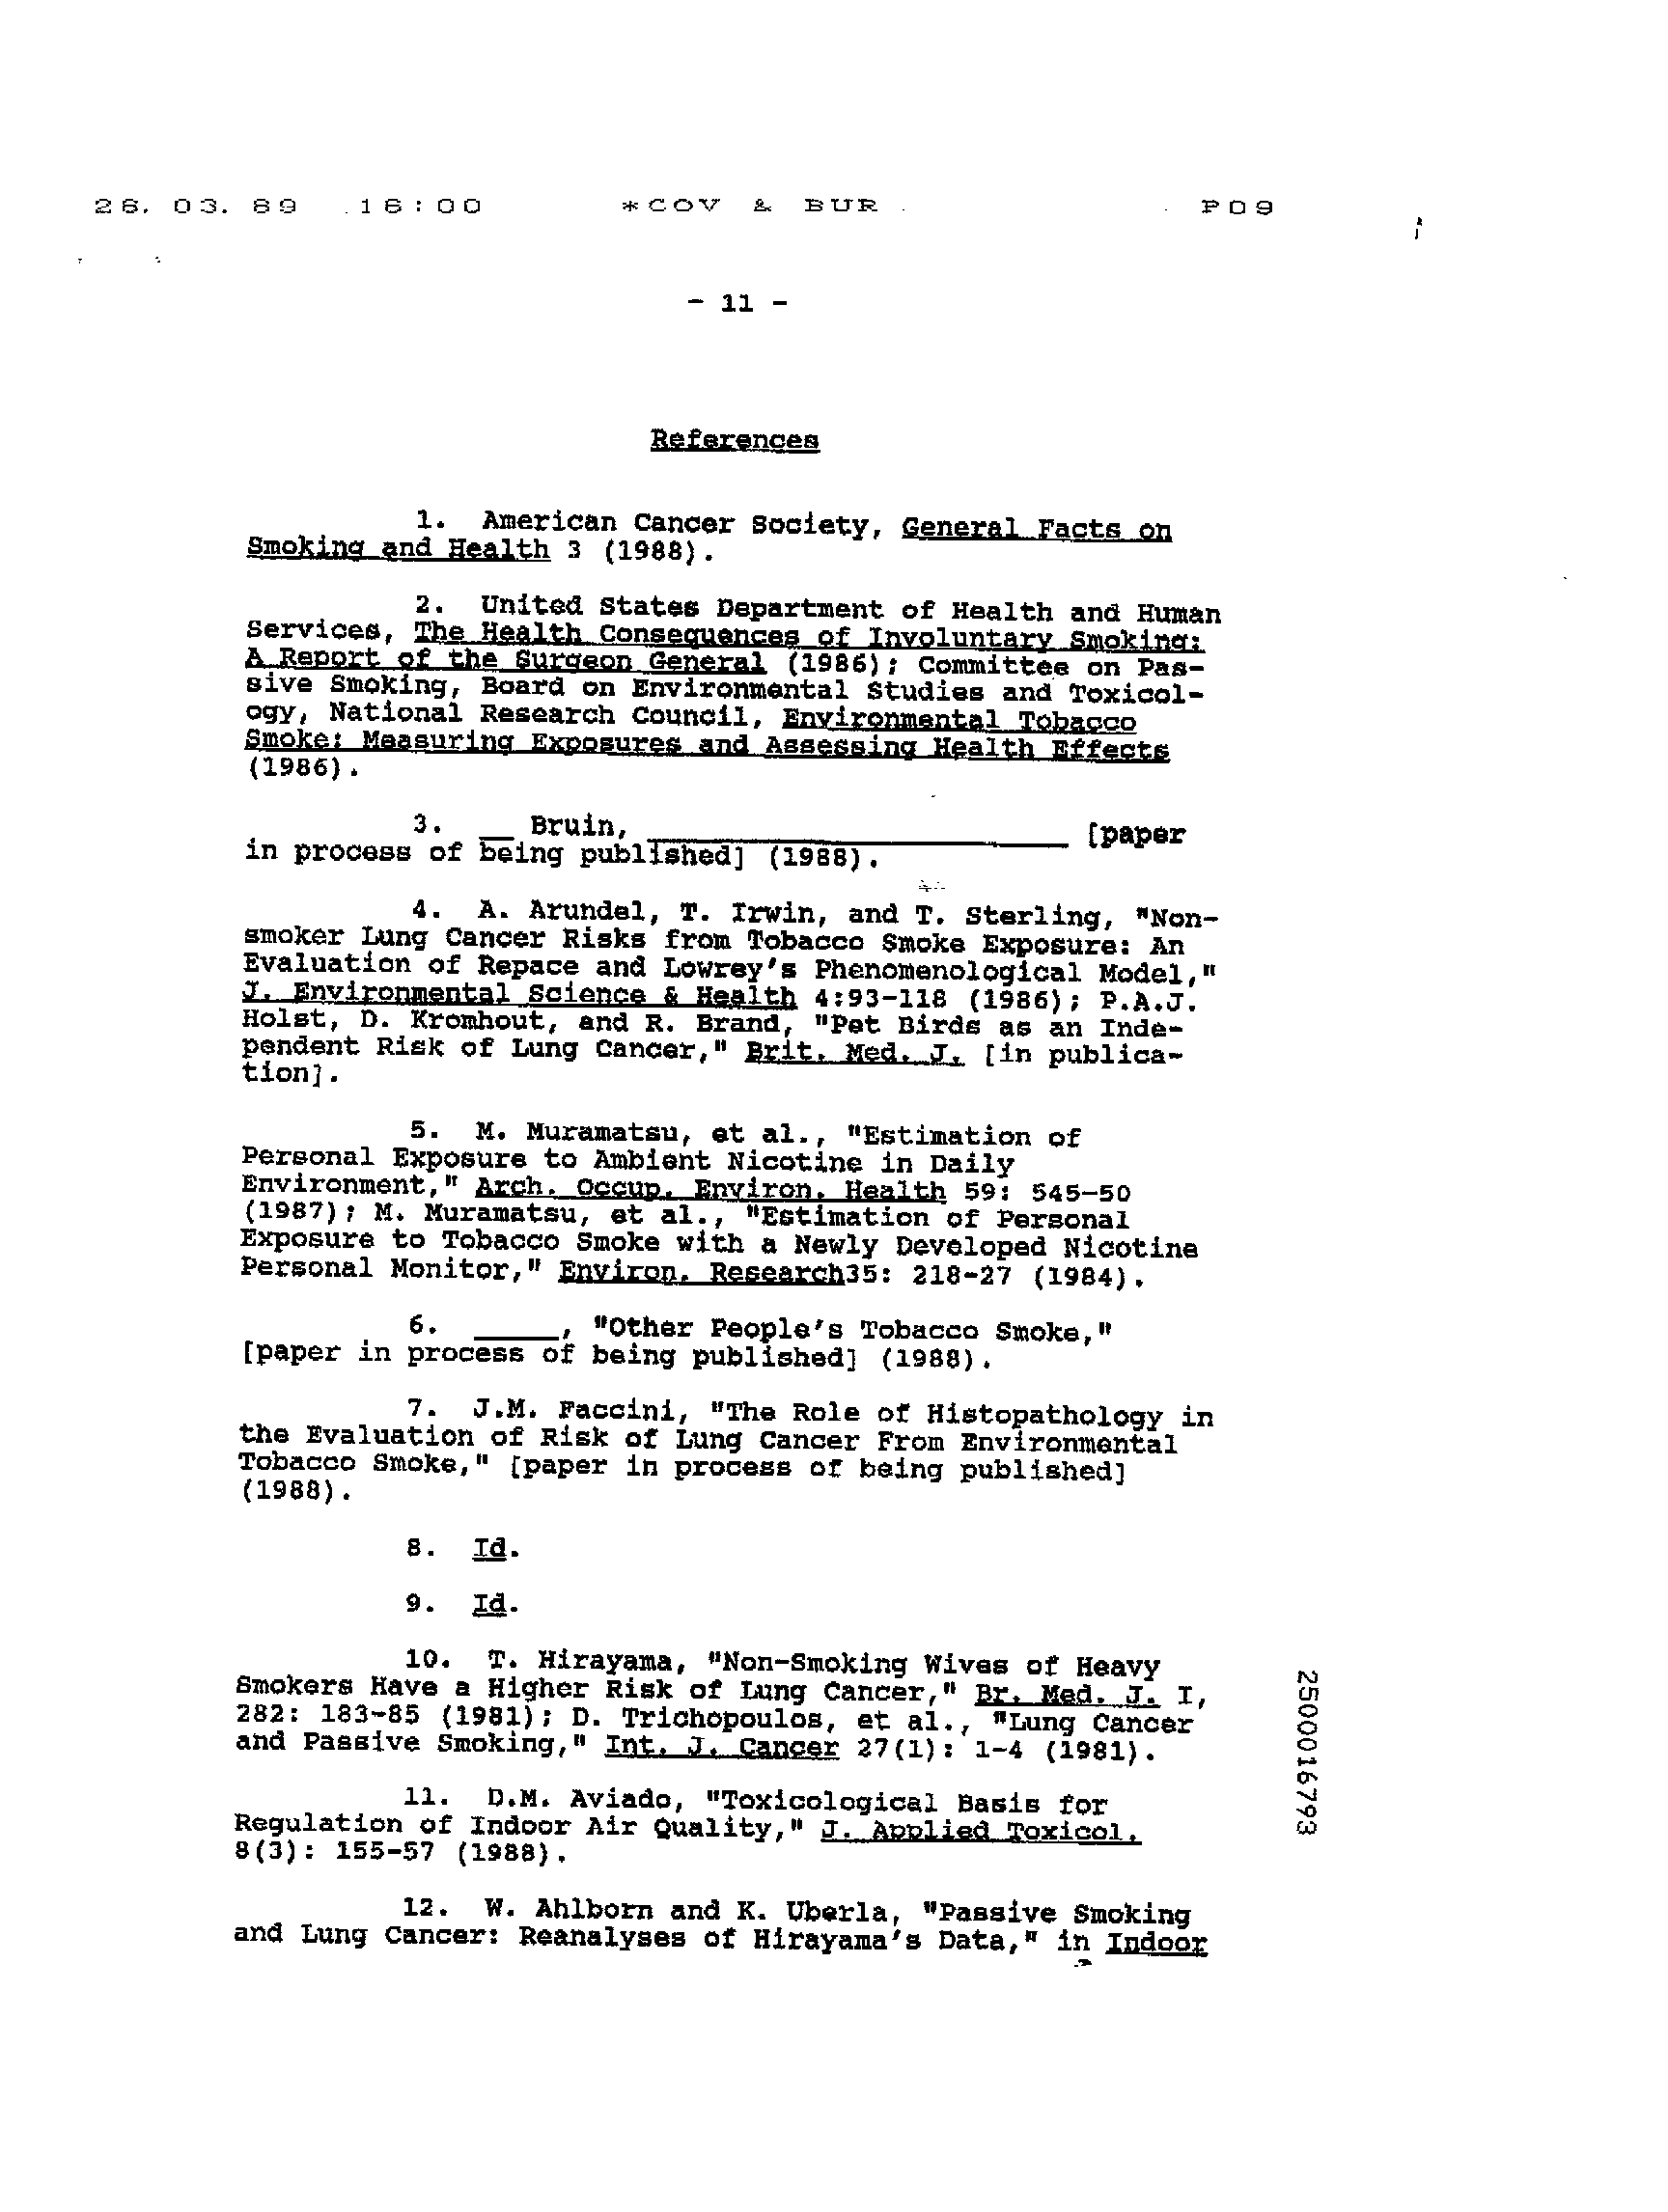 26.03.89 16:00 *COV & BUR P09
- 11 -
References
1. American Cancer Society, General Facts on
Smoking and Health 3 (1988).
2. United States Department of Health and Human
Services, The Health Consequences of Involuntary Smoking:
A Report of the Surgeon General (1986); Committee on Pas-
sive Smoking, Board on Environmental Studies and Toxicol-
ogy, National Research Council, Environmental Tobacco
Smoke: Measuring Exposures and Assessing Health Effects
(1986).
3. __ Bruin, _________________________ [paper
in process of being published] (1988).
4. A. Arundel, T. Irwin, and T. Sterling, "Non-
smoker Lung Cancer Risks from Tobacco Smoke Exposure: An
Evaluation of Repace and Lowrey's Phenomenological Model,"
J. Environmental Science & Health 4:93-118 (1986); P.A.J.
Holst, D. Kromhout, and R. Brand, "Pet Birds as an Inde-
pendent Risk of Lung Cancer," Brit. Med. J. [in publica-
tion].
5. M. Muramatsu, et al., "Estimation of
Personal Exposure to Ambient Nicotine in Daily
Environment," Arch. Occup. Environ. Health 59: 545-50
(1987); M. Muramatsu, et al., "Estimation of Personal
Exposure to Tobacco Smoke with a Newly Developed Nicotine
Personal Monitor," Environ. Research35: 218-27 (1984).
6. _____, "Other People's Tobacco Smoke,"
[paper in process of being published] (1988).
7. J.M. Faccini, "The Role of Histopathology in
the Evaluation of Risk of Lung Cancer From Environmental
Tobacco Smoke," [paper in process of being published]
(1988).
8. Id.
9. Id.
10. T. Hirayama, "Non-Smoking Wives of Heavy
Smokers Have a Higher Risk of Lung Cancer," Br. Med. J. I,
282: 183-85 (1981); D. Trichopoulos, et al., "Lung Cancer
and Passive Smoking," Int. J. Cancer 27(1): 1-4 (1981).
11. D.M. Aviado, "Toxicological Basis for
Regulation of Indoor Air Quality," J. Applied Toxicol.
8(3): 155-57 (1988).
12. W. Ahlborn and K. Uberla, "Passive Smoking
and Lung Cancer: Reanalyses of Hirayama's Data," in Indoor
2500016793